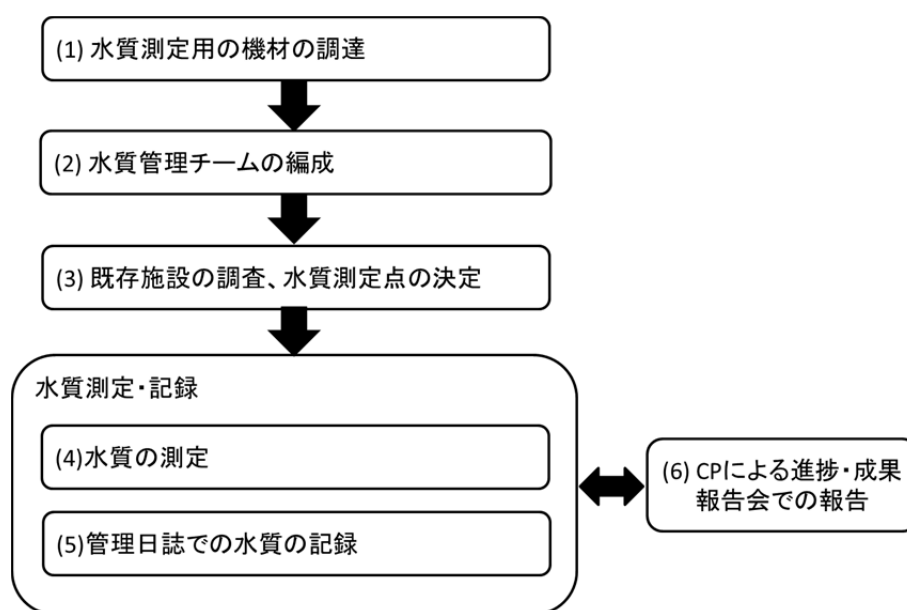 (1) 水質測定用の機材の調達
(2) 水質管理チームの編成
(3) 既存施設の調査、水質測定点の決定
水質測定・記録
(4)水質の測定
(5)管理日誌での水質の記録
(6) CPによる進捗・成果
報告会での報告